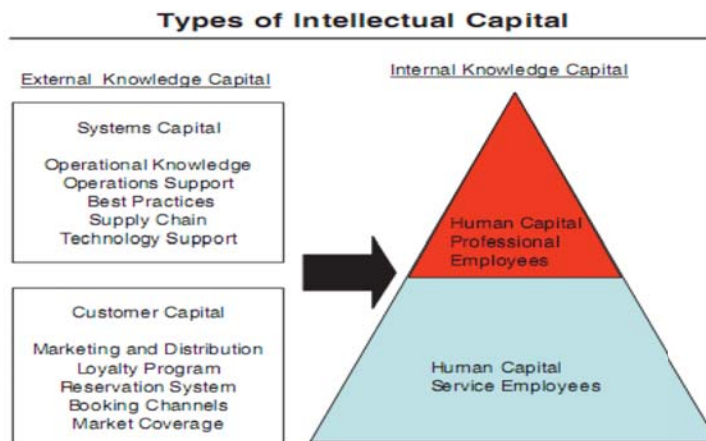 Types of Intellectual Capital
External Knowledge Capital
Systems Capital
Operational Knowledge
Operations Support
Best Practices
Supply Chain
Technology Support
Customer Capital
Marketing and Distribution
Loyalty Program
Reservation System
Booking Channels
Market Coverage
Internal Knowledge Capital
Human Capital
Professional
Employees
Human Capital
Service Employees